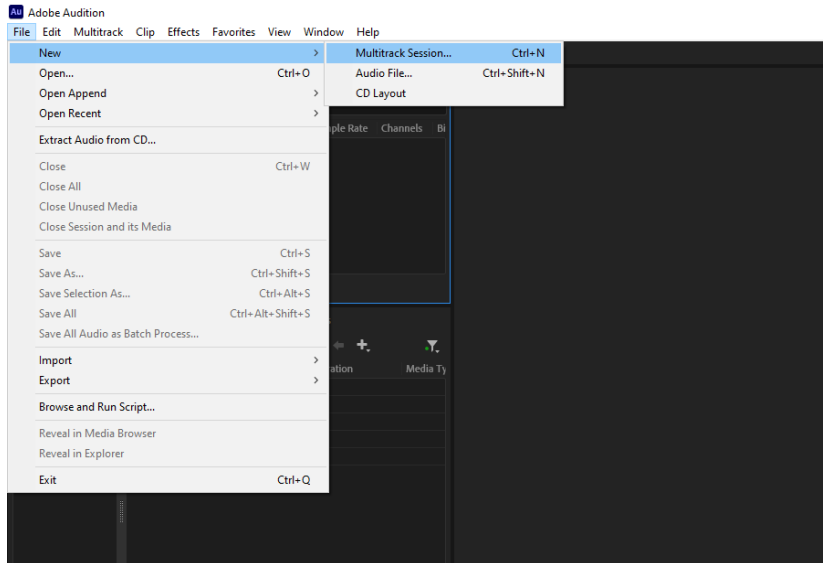 Au Adobe Audition
File Edit Multitrack Clip Effects Favorites View Window Help
New
Multitrack Session... Ctrl+N
Open... Ctrl+O
Audio File... Ctrl+Shift+N
Open Append
CD Layout
Open Recent
Rate Channels
Extract Audio from CD...
Close Ctrl+W
Close All
Close Unused Media
Close Session and its Media
Save Ctrl+S
Save As... Ctrl+Shift+S
Save Selection As... Ctrl+Alt+S
Save All Ctrl+Alt+Shift+S
Save All Audio as Batch Process...
Import
Media
Export
Browse and Run Script...
Reveal in Media Browser
Reveal in Explorer
Exit Ctrl+Q